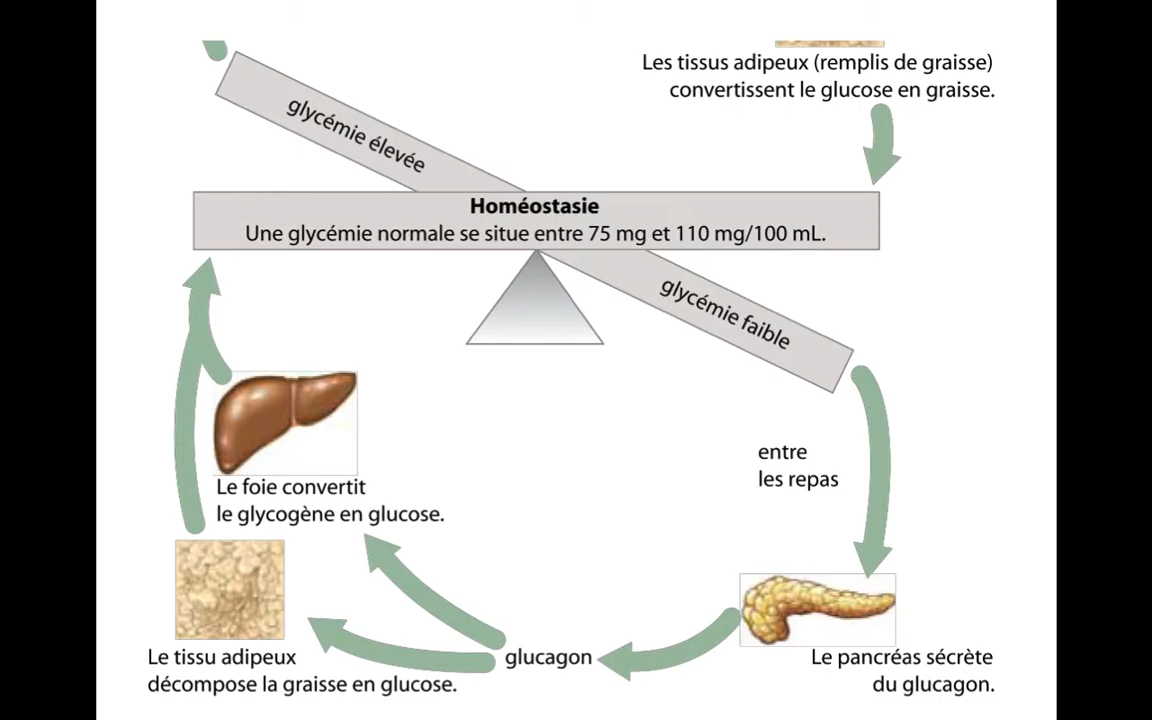 Les tissus adipeux (remplis de graisse)
convertissent le glucose en graisse.
glycémie élevée
Homéostasie
Une glycémie normale se situe entre 75 mg et 110 mg/100 mL.
glycémie faible
entre
les repas
Le foie convertit
le glycogène en glucose.
Le tissu adipeux
décompose la graisse en glucose.
glucagon
Le pancréas sécrète
du glucagon.